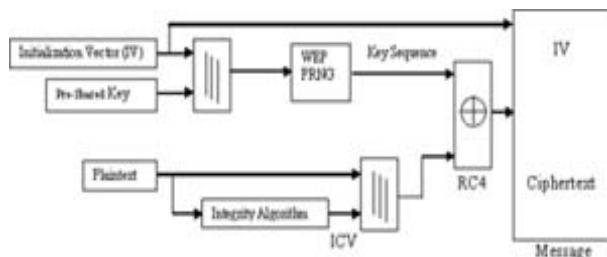 Initialization Vector (IV)
Pre-Shared Key
WEP
PRNG
Key Sequence
IV
Plaintext
Integrity Algorithm
ICV
RC4
Ciphertext
Message